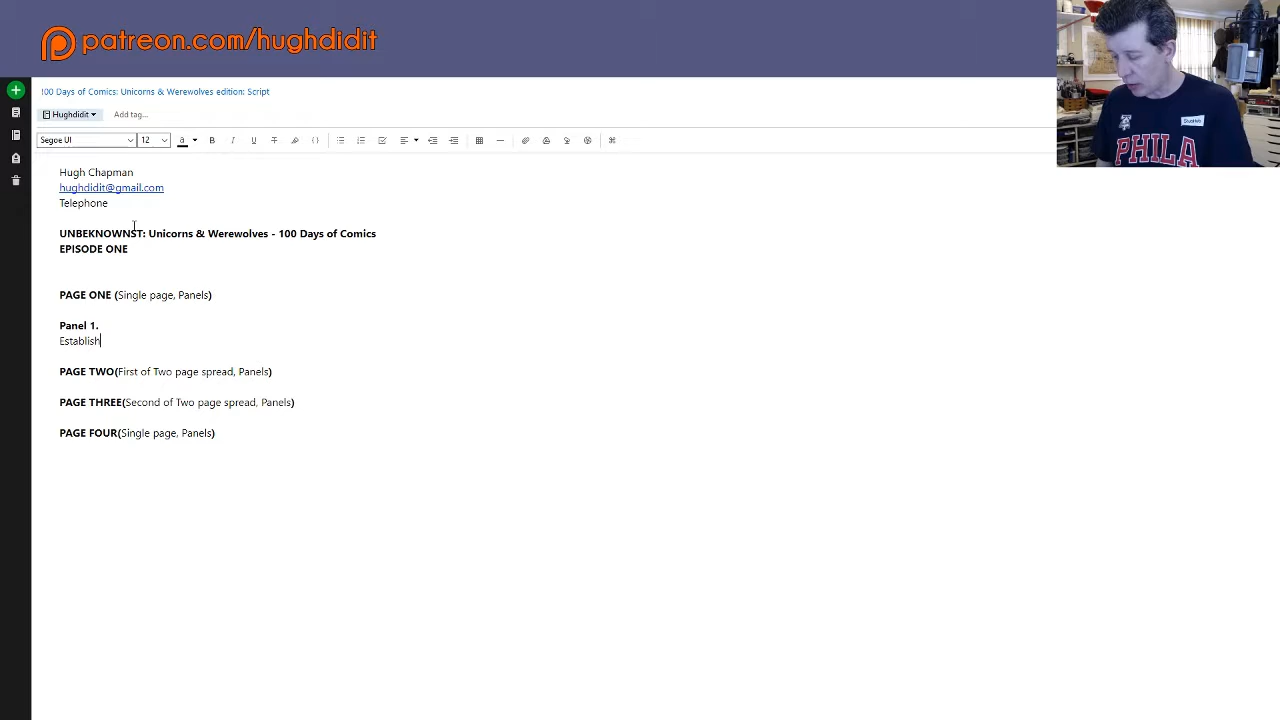 patreon.com/hughdidit
100 Days of Comics: Unicorns & Werewolves edition: Script
Hughdidit
Add tag...
Segoe UI
12
a
B
I
U
T
PHILA
Hugh Chapman
hughdidit@gmail.com
Telephone
UNBEKNOWNST: Unicorns & Werewolves - 100 Days of Comics
EPISODE ONE
PAGE ONE (Single page, Panels)
Panel 1.
Establish
PAGE TWO(First of Two page spread, Panels)
PAGE THREE(Second of Two page spread, Panels)
PAGE FOUR(Single page, Panels)